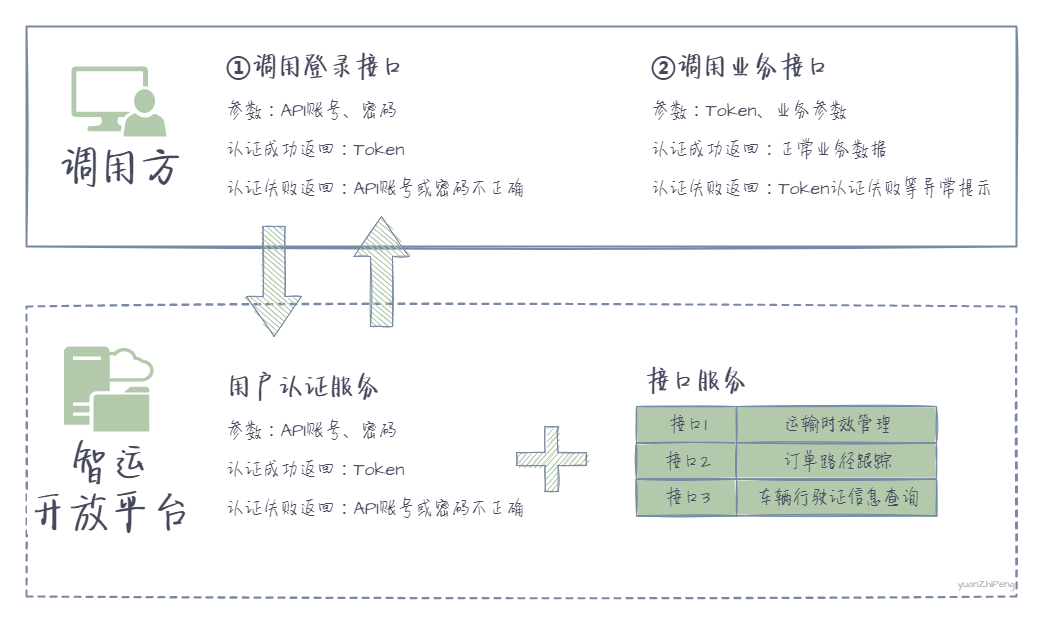 ①调用登录接口
参数：API账号、密码
认证成功返回：Token
认证失败返回：API账号或密码不正确
②调用业务接口
参数：Token、业务参数
认证成功返回：正常业务数据
认证失败返回：Token认证失败等异常提示
调用方
用户认证服务
参数：API账号、密码
认证成功返回：Token
认证失败返回：API账号或密码不正确
接口服务
接口1 运输时效管理
接口2 订单路径跟踪
接口3 车辆行驶证信息查询
智运
开放平台
yuanZhiPeng